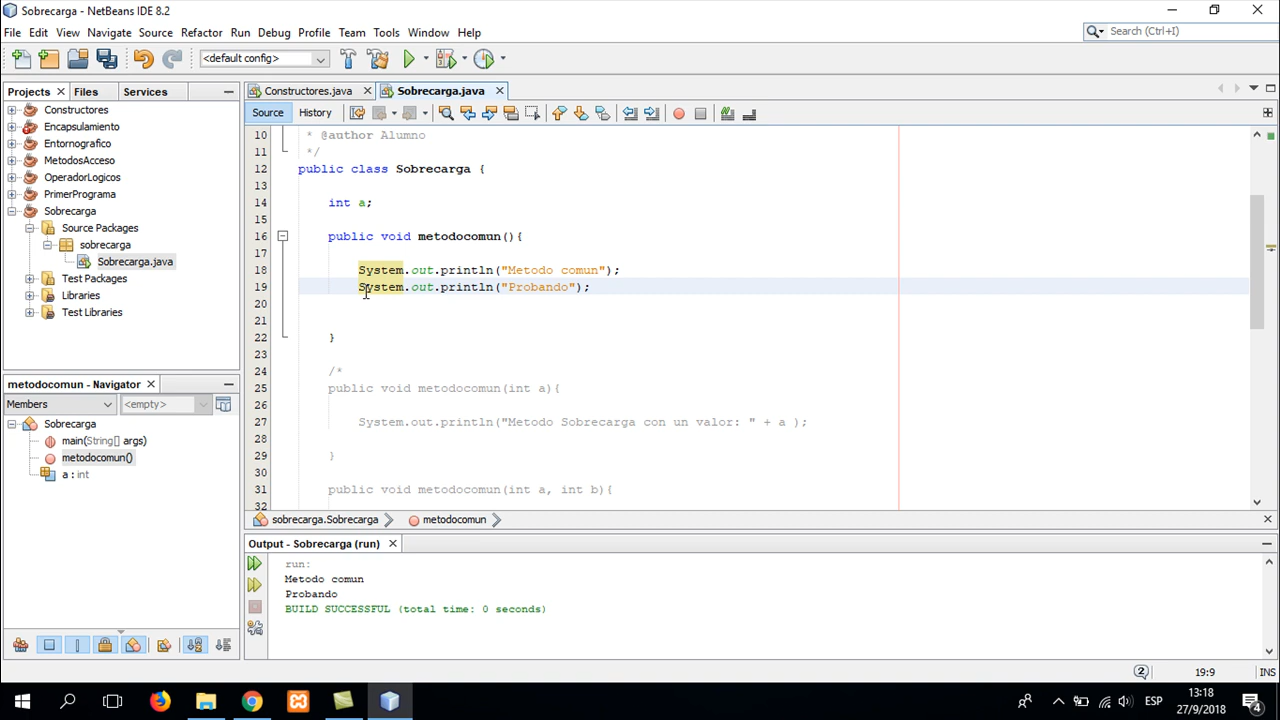 Sobrecarga - NetBeans IDE 8.2
File Edit View Navigate Source Refactor Run Debug Profile Team Tools Window Help
Search (Ctrl+I)
<default config>
Projects Files Services
Constructores.java Sobrecarga.java
Source History
Constructores
Encapsulamiento
Entornografico
MetodosAcceso
OperadorLogicos
PrimerPrograma
Sobrecarga
Source Packages
sobrecarga
Sobrecarga.java
Test Packages
Libraries
Test Libraries
metodocomun - Navigator
Members <empty>
Sobrecarga
main(String[] args)
metodocomun()
a : int
10 * @author Alumno
11 */
12 public class Sobrecarga {
13
14 int a;
15
16 public void metodocomun(){
17
18 System.out.println("Metodo comun");
19 System.out.println("Probando");
20
21
22 }
23
24 /*
25 public void metodocomun(int a){
26
27 System.out.println("Metodo Sobrecarga con un valor: " + a );
28
29 }
30
31 public void metodocomun(int a, int b){
32
sobrecarga.Sobrecarga metodocomun
Output - Sobrecarga (run)
run:
Metodo comun
Probando
BUILD SUCCESSFUL (total time: 0 seconds)
2 19:9 INS
ESP 13:18
27/9/2018 4